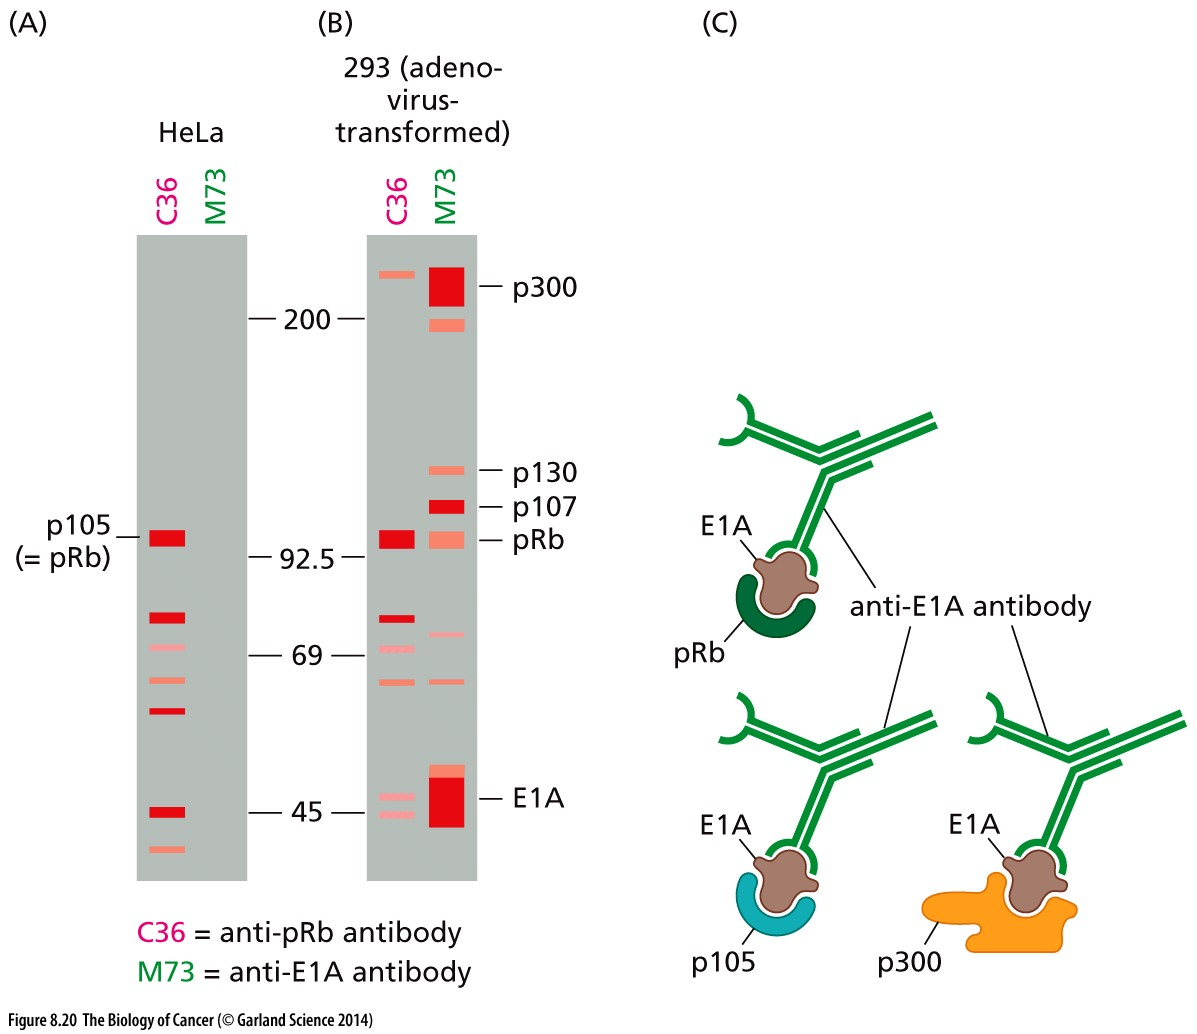 (A)
(B)
(C)
293 (adeno-
virus-
transformed)
HeLa
C36
M73
C36
M73
p300
200
p130
p107
p105
(= pRb)
pRb
92.5
69
45
E1A
C36 = anti-pRb antibody
M73 = anti-E1A antibody
E1A
anti-E1A antibody
pRb
E1A
p105
E1A
p300
Figure 8.20 The Biology of Cancer (© Garland Science 2014)